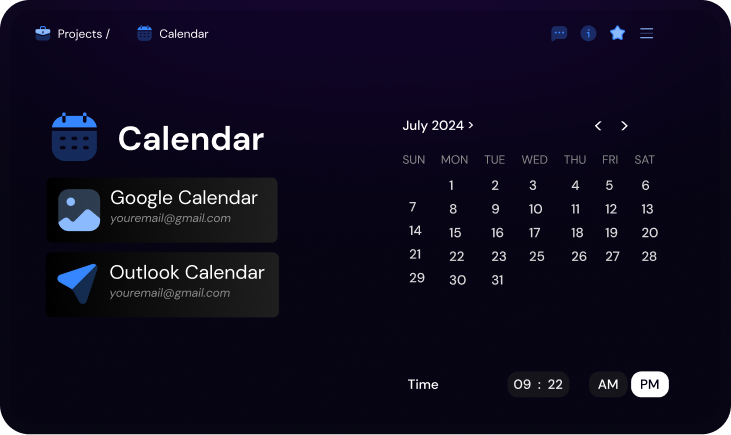 Projects / Calendar
Calendar
Google Calendar
youremail@gmail.com
Outlook Calendar
youremail@gmail.com
July 2024 > < >
SUN MON TUE WED THU FRI SAT
1 2 3 4 5 6
7 8 9 10 11 12 13
14 15 16 17 18 19 20
21 22 23 25 26 27 28
29 30 31
Time 09 : 22 AM PM